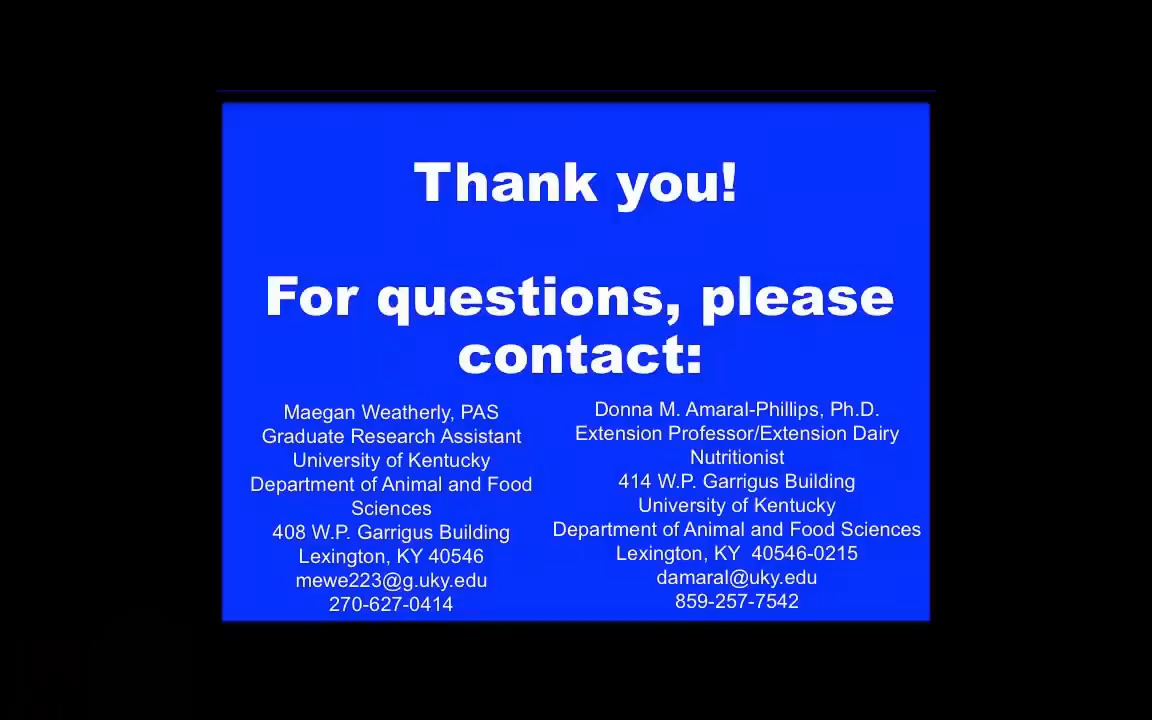 Thank you!
For questions, please
contact:
Maegan Weatherly, PAS
Graduate Research Assistant
University of Kentucky
Department of Animal and Food
Sciences
408 W.P. Garrigus Building
Lexington, KY 40546
mewe223@g.uky.edu
270-627-0414
Donna M. Amaral-Phillips, Ph.D.
Extension Professor/Extension Dairy
Nutritionist
414 W.P. Garrigus Building
University of Kentucky
Department of Animal and Food Sciences
Lexington, KY  40546-0215
damaral@uky.edu
859-257-7542